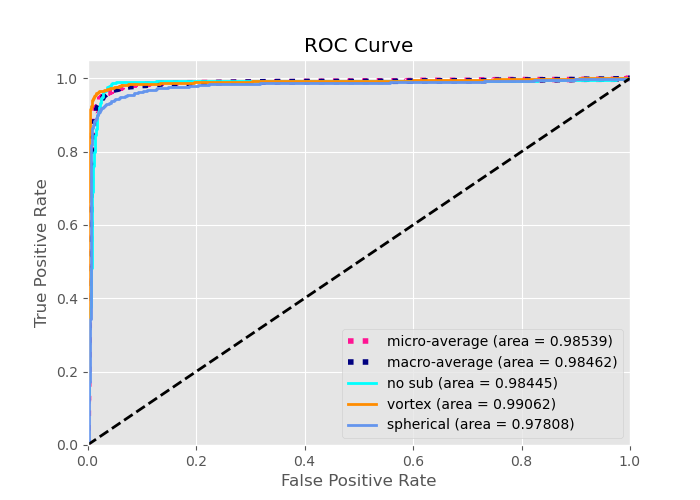 ROC Curve
True Positive Rate
1.0
0.8
0.6
0.4
0.2
0.0
micro-average (area = 0.98539)
macro-average (area = 0.98462)
no sub (area = 0.98445)
vortex (area = 0.99062)
spherical (area = 0.97808)
0.0 0.2 0.4 0.6 0.8 1.0
False Positive Rate